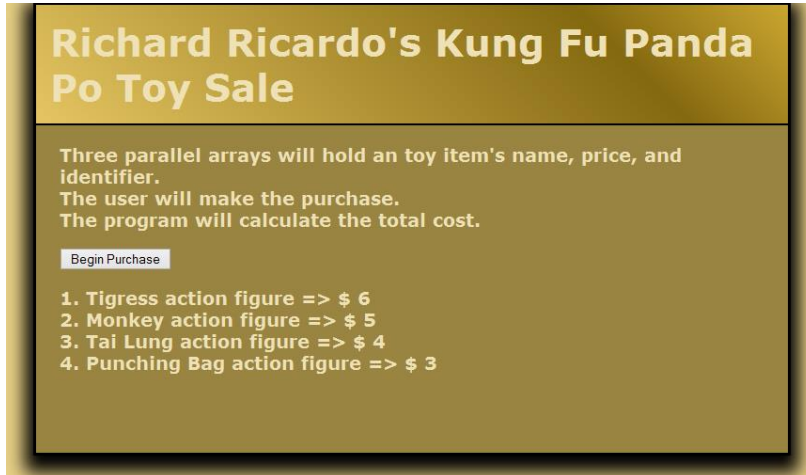 Richard Ricardo's Kung Fu Panda
Po Toy Sale
Three parallel arrays will hold an toy item's name, price, and
identifier.
The user will make the purchase.
The program will calculate the total cost.
Begin Purchase
1. Tigress action figure => $ 6
2. Monkey action figure => $ 5
3. Tai Lung action figure => $ 4
4. Punching Bag action figure => $ 3